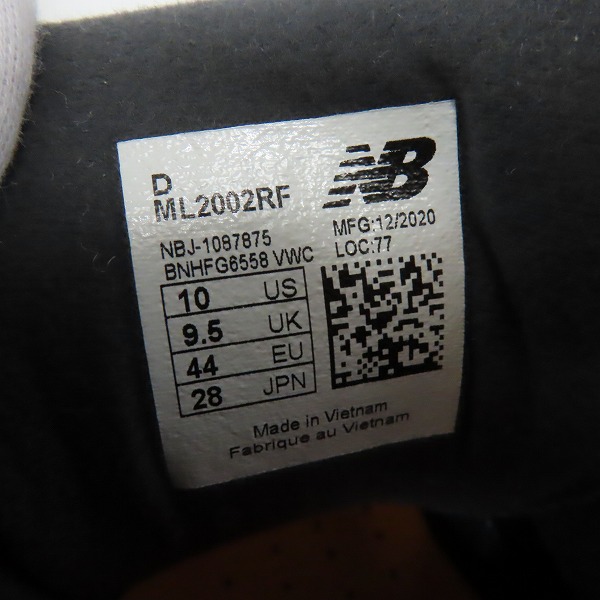 D
ML2002RF
NB
MFG:12/2020
LOC:77
NBJ-1087875
BNHFG6558 VWC
10 US
9.5 UK
44 EU
28 JPN
Made in Vietnam
Fabrique au Vietnam